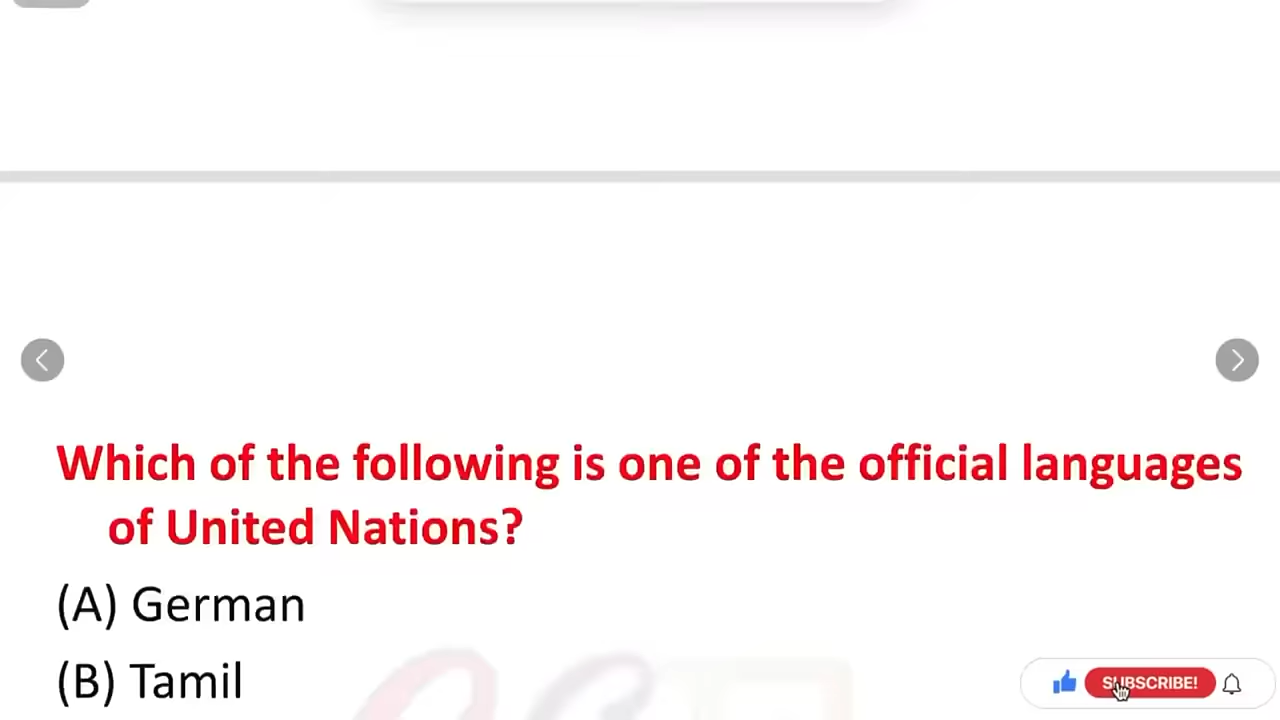 Which of the following is one of the official languages
of United Nations?
(A) German
(B) Tamil
SUBSCRIBE!